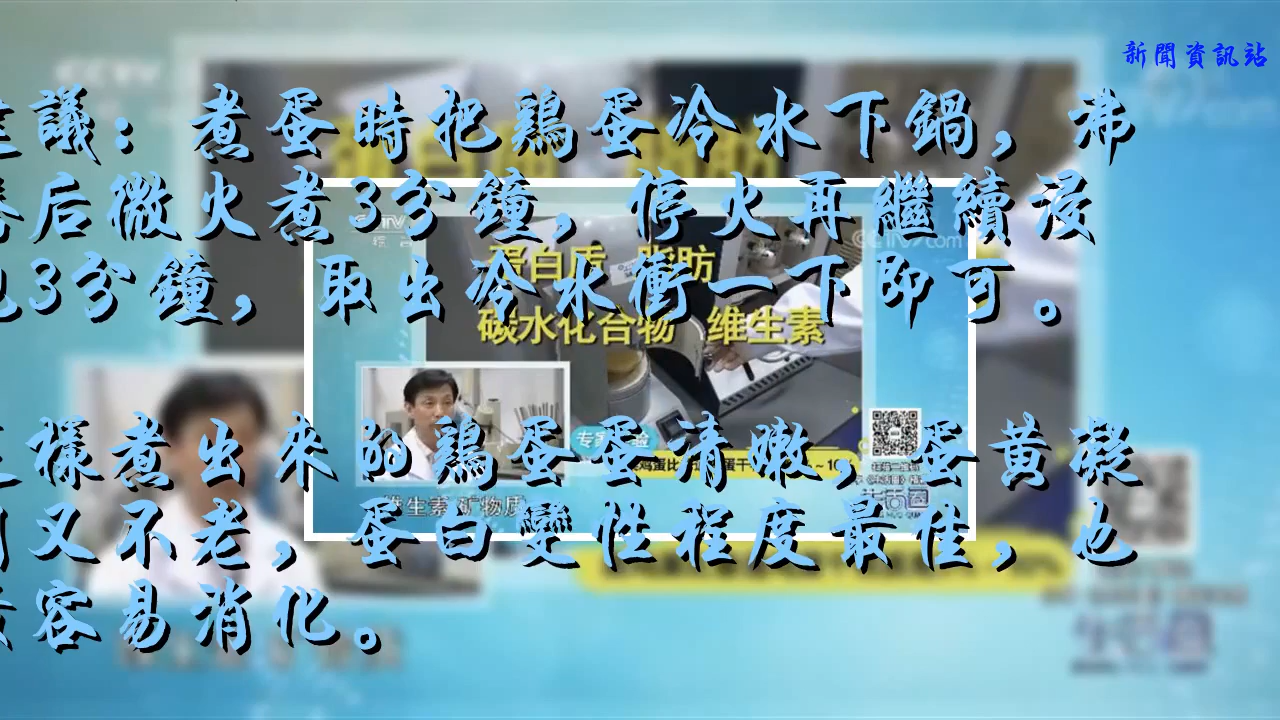 新聞資訊站
議：煮蛋時把鷄蛋冷水下鍋，沸
后微火煮3分鐘，停火再繼續浸
3分鐘，取出冷水衝一下即可。
樣煮出來的鷄蛋蛋清嫩，蛋黃凝
又不老，蛋白變性程度最佳，也
容易消化。
CCTV
CCTV.com
蛋白质 脂肪
碳水化合物 维生素
维生素 矿物质